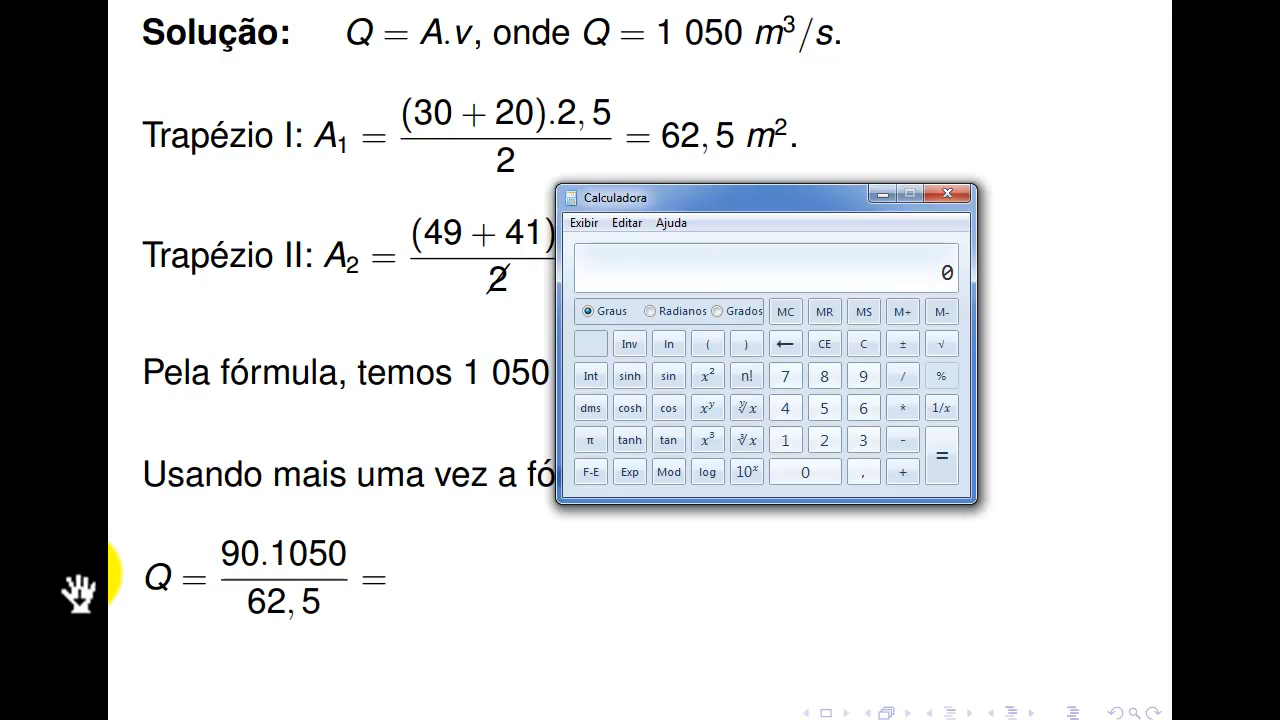 Solução: Q = A.v, onde Q = 1 050 m³/s.
Trapézio I: A₁ = (30 + 20).2, 5 / 2 = 62, 5 m².
Calculadora
Exibir Editar Ajuda
Trapézio II: A₂ = (49 + 41) / 2
0
Graus Radianos Grados MC MR MS M+ M-
Inv ln ( ) ← CE C ± √
Pela fórmula, temos 1 050
Int sinh sin x² n! 7 8 9 / %
dms cosh cos xʸ ʸ√x 4 5 6 * 1/x
π tanh tan x³ ³√x 1 2 3 - =
Usando mais uma vez a fó
F-E Exp Mod log 10ˣ 0 , +
Q = 90.1050 / 62, 5 =